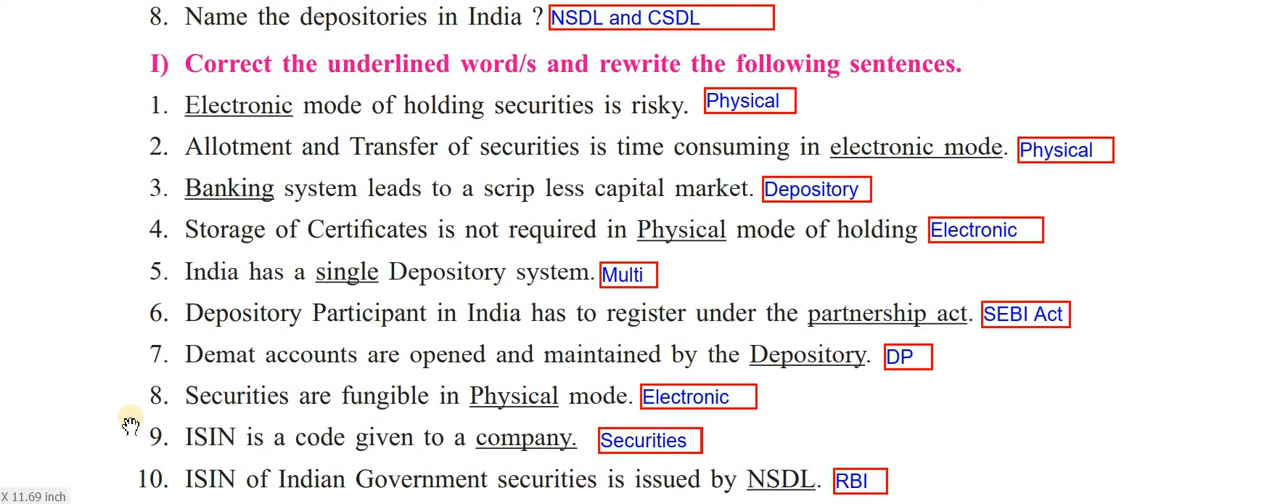 8. Name the depositories in India ? NSDL and CSDL
I) Correct the underlined word/s and rewrite the following sentences.
1. Electronic mode of holding securities is risky. Physical
2. Allotment and Transfer of securities is time consuming in electronic mode. Physical
3. Banking system leads to a scrip less capital market. Depository
4. Storage of Certificates is not required in Physical mode of holding Electronic
5. India has a single Depository system. Multi
6. Depository Participant in India has to register under the partnership act. SEBI Act
7. Demat accounts are opened and maintained by the Depository. DP
8. Securities are fungible in Physical mode. Electronic
9. ISIN is a code given to a company. Securities
10. ISIN of Indian Government securities is issued by NSDL. RBI
X 11.69 inch